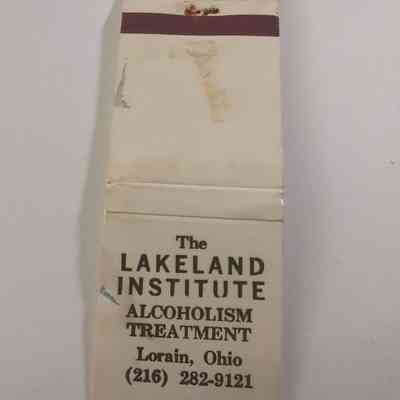 The
LAKELAND
INSTITUTE
ALCOHOLISM
TREATMENT
Lorain, Ohio
(216) 282-9121